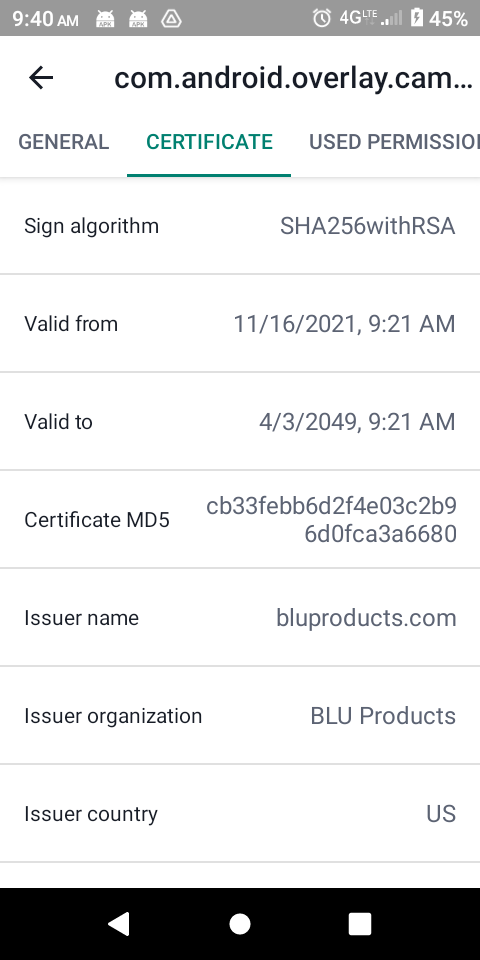 9:40 AM APK APK 4G LTE 45%
com.android.overlay.cam...
GENERAL CERTIFICATE USED PERMISSIO
Sign algorithm SHA256withRSA
Valid from 11/16/2021, 9:21 AM
Valid to 4/3/2049, 9:21 AM
Certificate MD5 cb33febb6d2f4e03c2b9
6d0fca3a6680
Issuer name bluproducts.com
Issuer organization BLU Products
Issuer country US